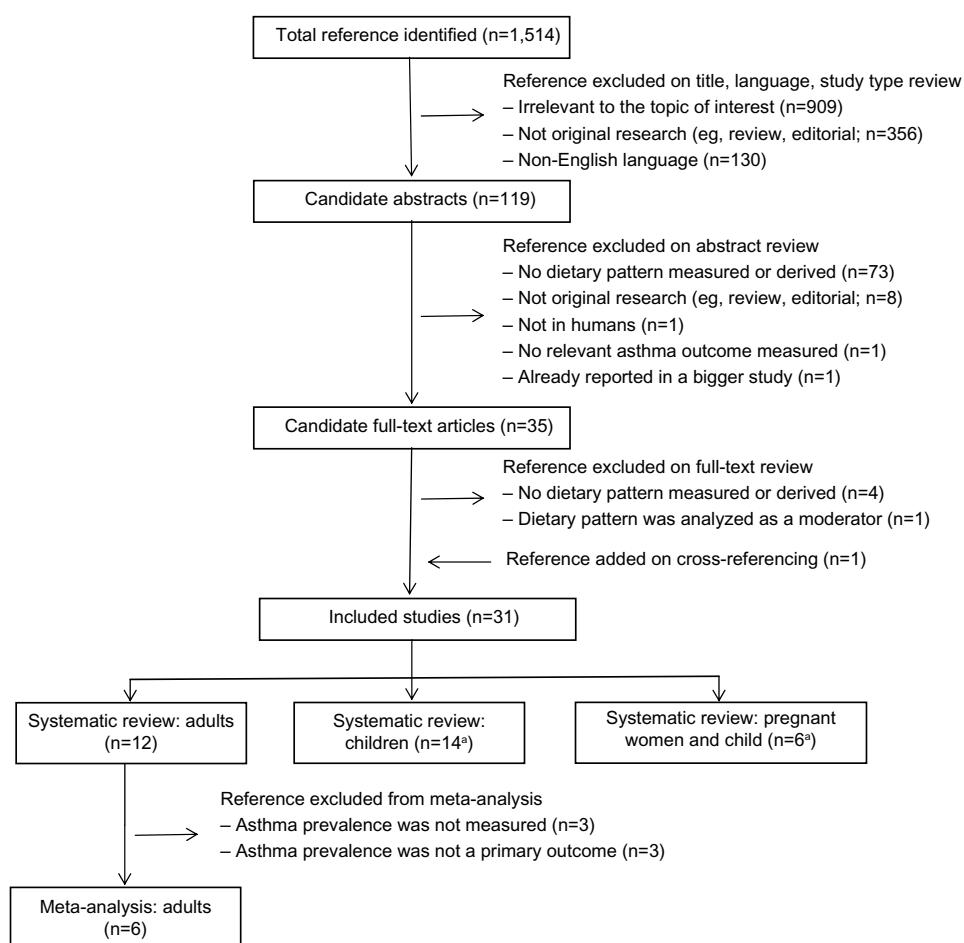 Total reference identified (n=1,514)
Reference excluded on title, language, study type review
– Irrelevant to the topic of interest (n=909)
– Not original research (eg, review, editorial; n=356)
– Non-English language (n=130)
Candidate abstracts (n=119)
Reference excluded on abstract review
– No dietary pattern measured or derived (n=73)
– Not original research (eg, review, editorial; n=8)
– Not in humans (n=1)
– No relevant asthma outcome measured (n=1)
– Already reported in a bigger study (n=1)
Candidate full-text articles (n=35)
Reference excluded on full-text review
– No dietary pattern measured or derived (n=4)
– Dietary pattern was analyzed as a moderator (n=1)
Reference added on cross-referencing (n=1)
Included studies (n=31)
Systematic review: adults
(n=12)
Systematic review:
children (n=14ᵃ)
Systematic review: pregnant
women and child (n=6ᵃ)
Reference excluded from meta-analysis
– Asthma prevalence was not measured (n=3)
– Asthma prevalence was not a primary outcome (n=3)
Meta-analysis: adults
(n=6)